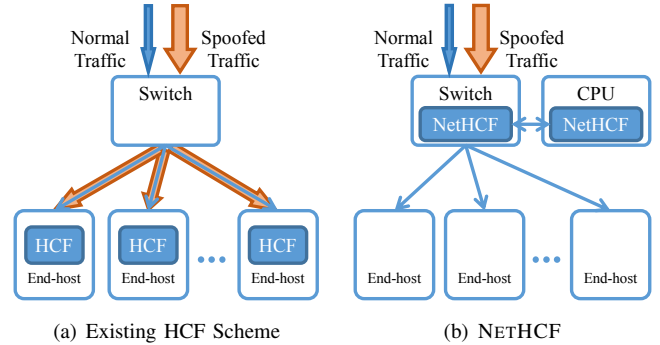 Normal
Traffic
Spoofed
Traffic
Switch
HCF
HCF
HCF
End-host
End-host
End-host
(a) Existing HCF Scheme
Normal
Traffic
Spoofed
Traffic
Switch
CPU
NetHCF
NetHCF
End-host
End-host
End-host
(b) NETHCF